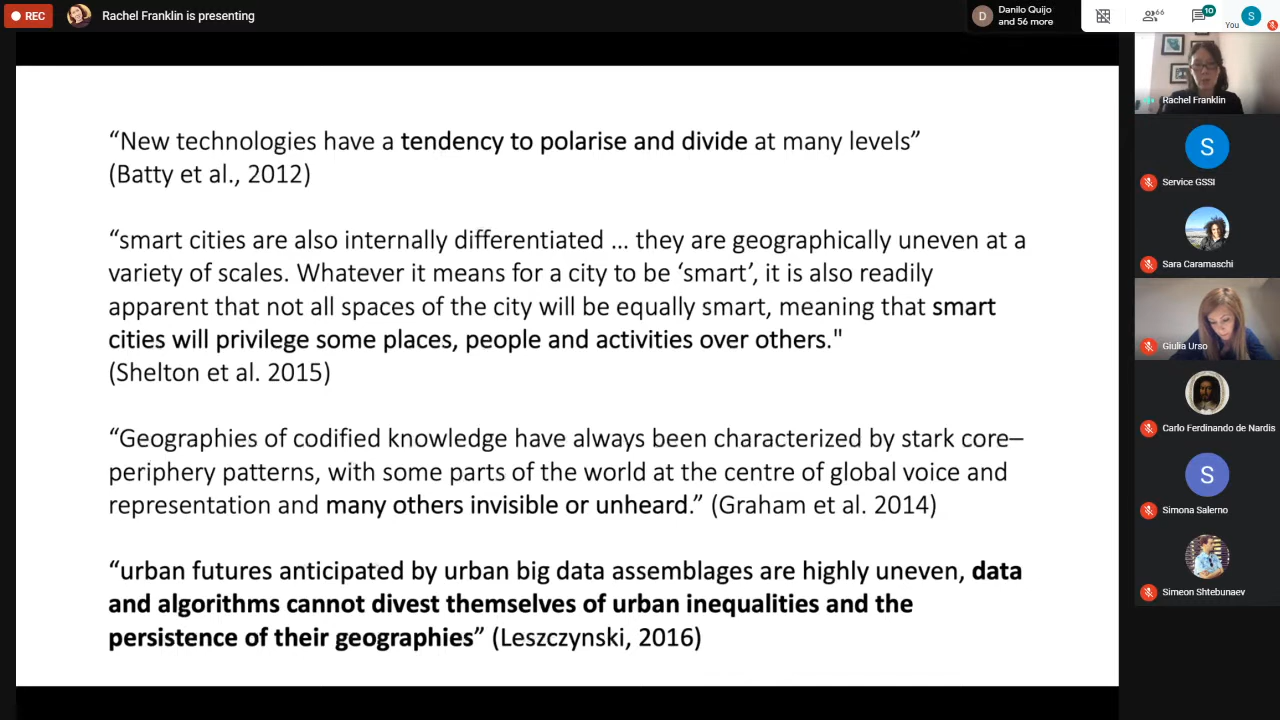 REC
Rachel Franklin is presenting
D
Danilo Quijo
and 56 more
66
10
You
S
“New technologies have a tendency to polarise and divide at many levels”
(Batty et al., 2012)
“smart cities are also internally differentiated ... they are geographically uneven at a
variety of scales. Whatever it means for a city to be ‘smart’, it is also readily
apparent that not all spaces of the city will be equally smart, meaning that smart
cities will privilege some places, people and activities over others."
(Shelton et al. 2015)
“Geographies of codified knowledge have always been characterized by stark core–
periphery patterns, with some parts of the world at the centre of global voice and
representation and many others invisible or unheard.” (Graham et al. 2014)
“urban futures anticipated by urban big data assemblages are highly uneven, data
and algorithms cannot divest themselves of urban inequalities and the
persistence of their geographies” (Leszczynski, 2016)
Rachel Franklin
S
Service GSSI
Sara Caramaschi
Giulia Urso
Carlo Ferdinando de Nardis
S
Simona Salerno
Simeon Shtebunaev